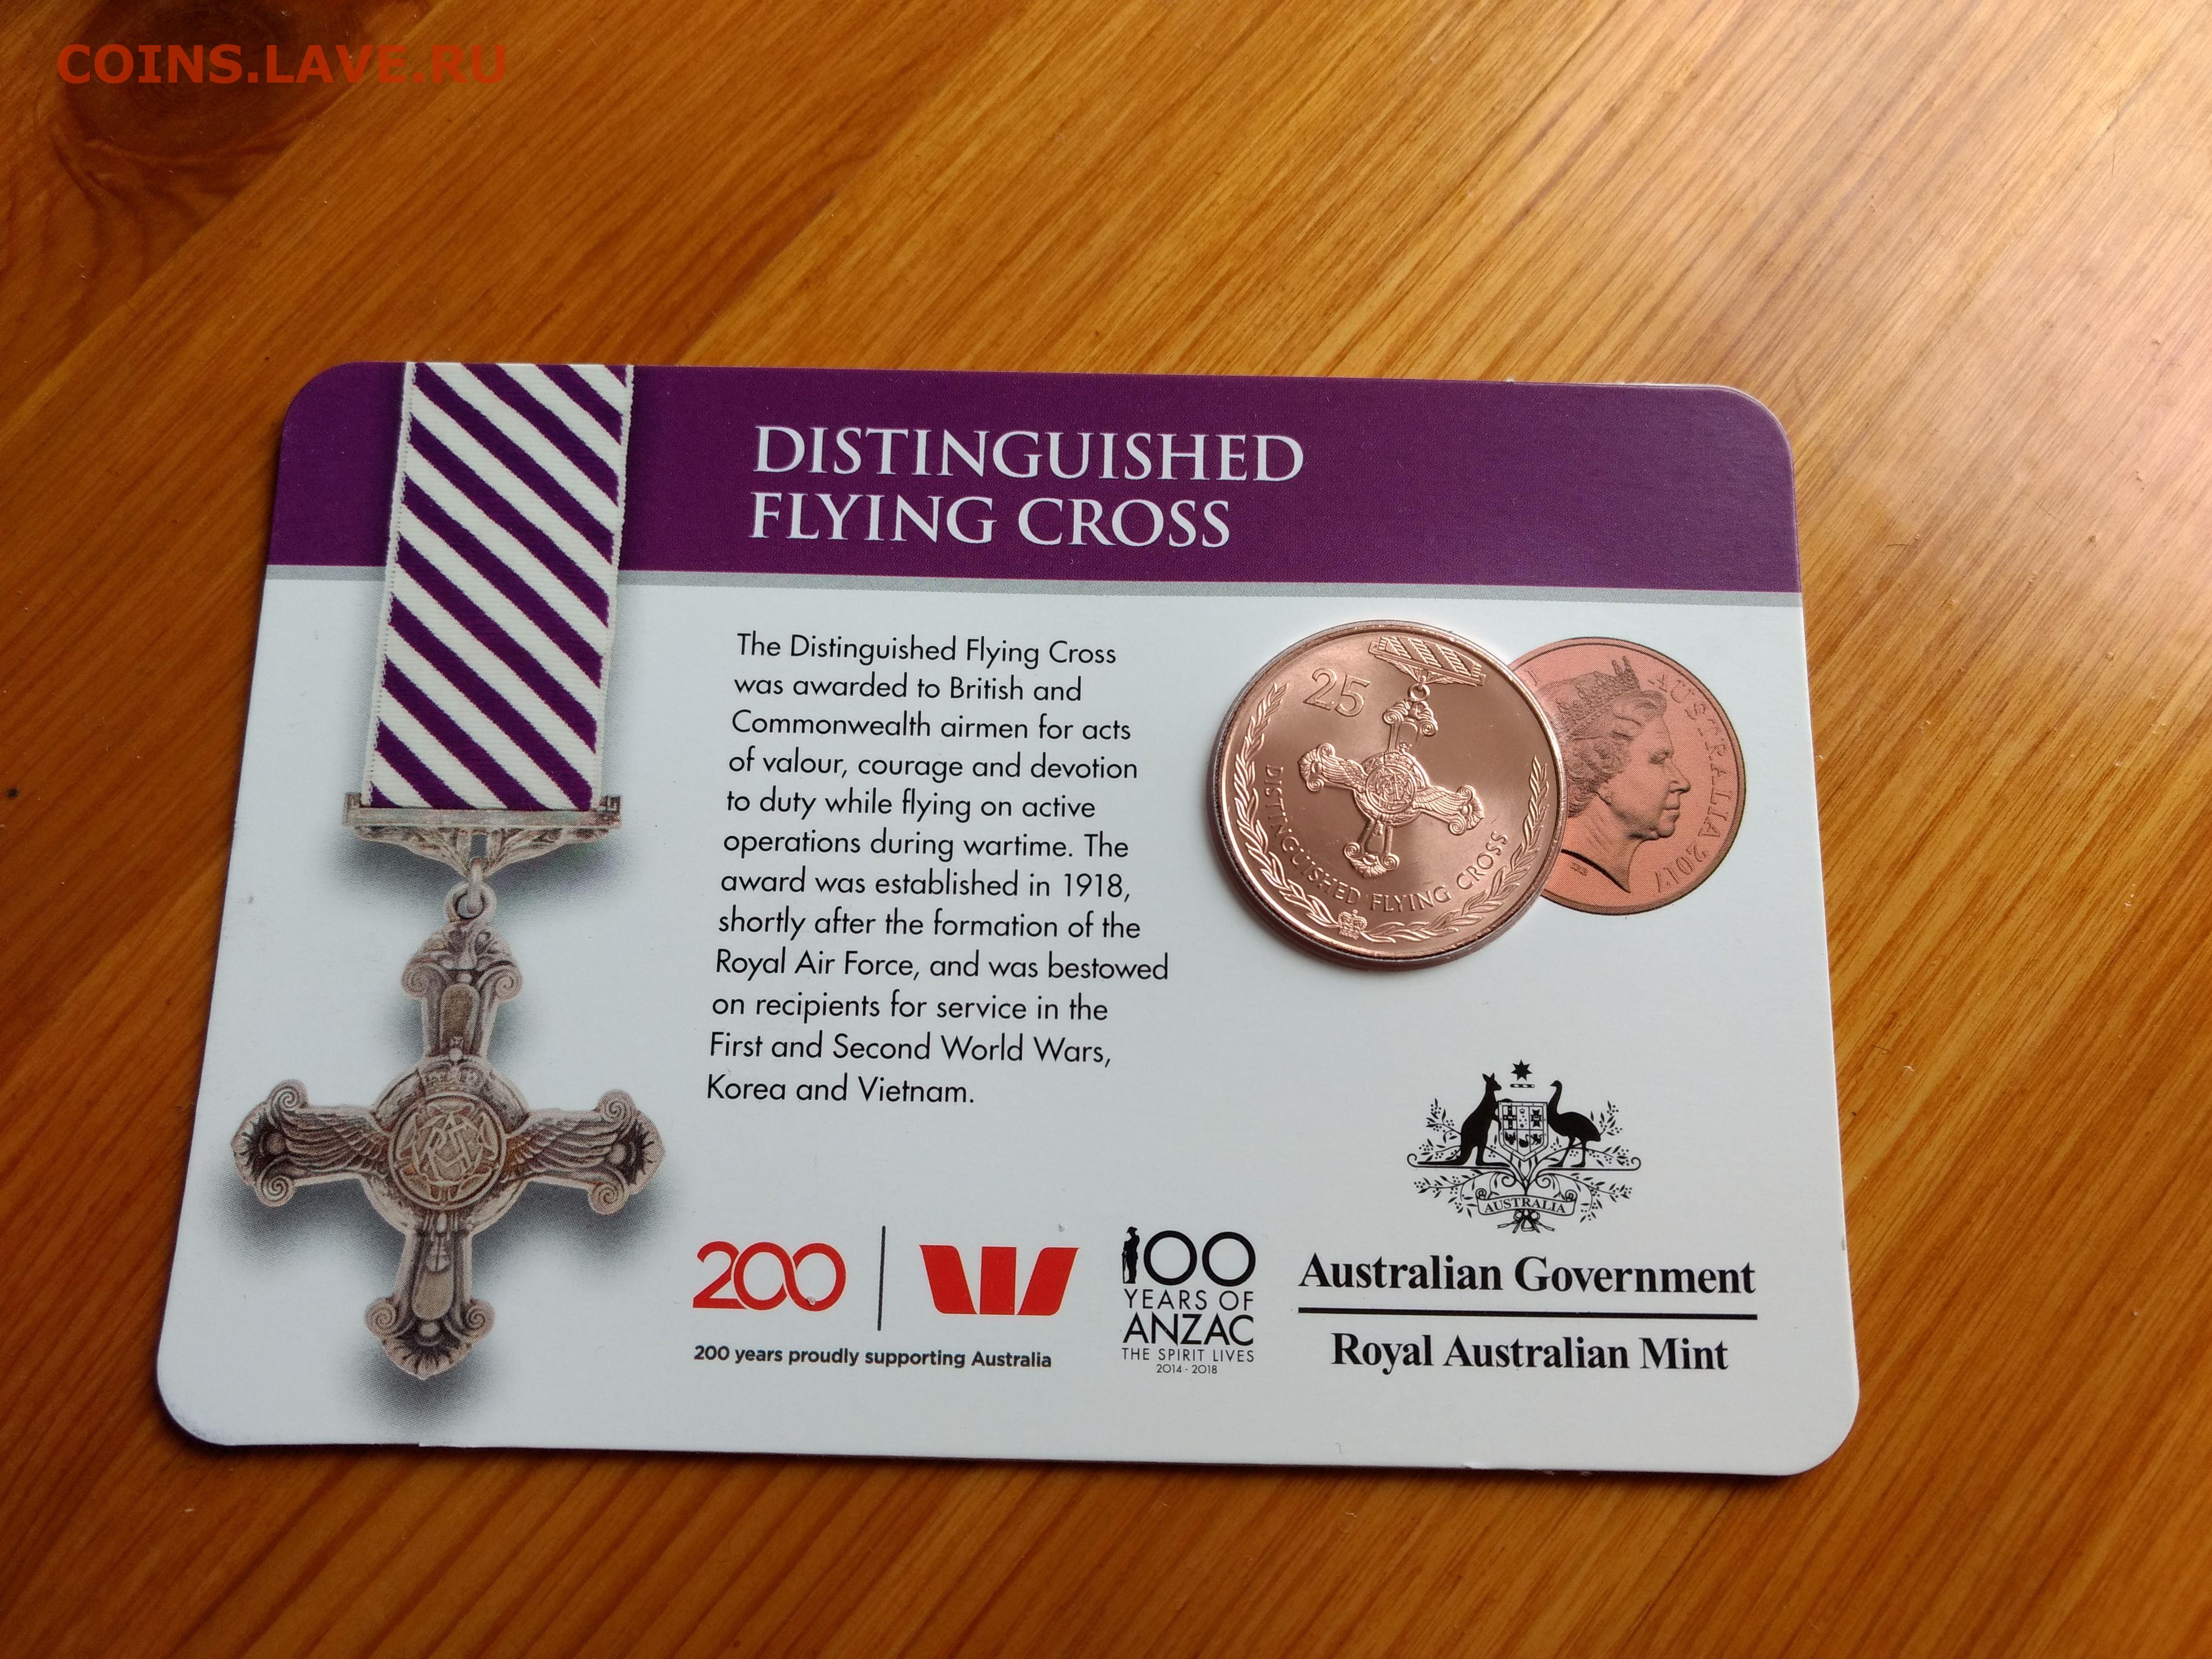 COINS.LAVE.RU
DISTINGUISHED
FLYING CROSS
The Distinguished Flying Cross
was awarded to British and
Commonwealth airmen for acts
of valour, courage and devotion
to duty while flying on active
operations during wartime. The
award was established in 1918,
shortly after the formation of the
Royal Air Force, and was bestowed
on recipients for service in the
First and Second World Wars,
Korea and Vietnam.
25
DISTINGUISHED FLYING CROSS
AUSTRALIA 2017
200
200 years proudly supporting Australia
100
YEARS OF
ANZAC
THE SPIRIT LIVES
2014 - 2018
AUSTRALIA
Australian Government
Royal Australian Mint